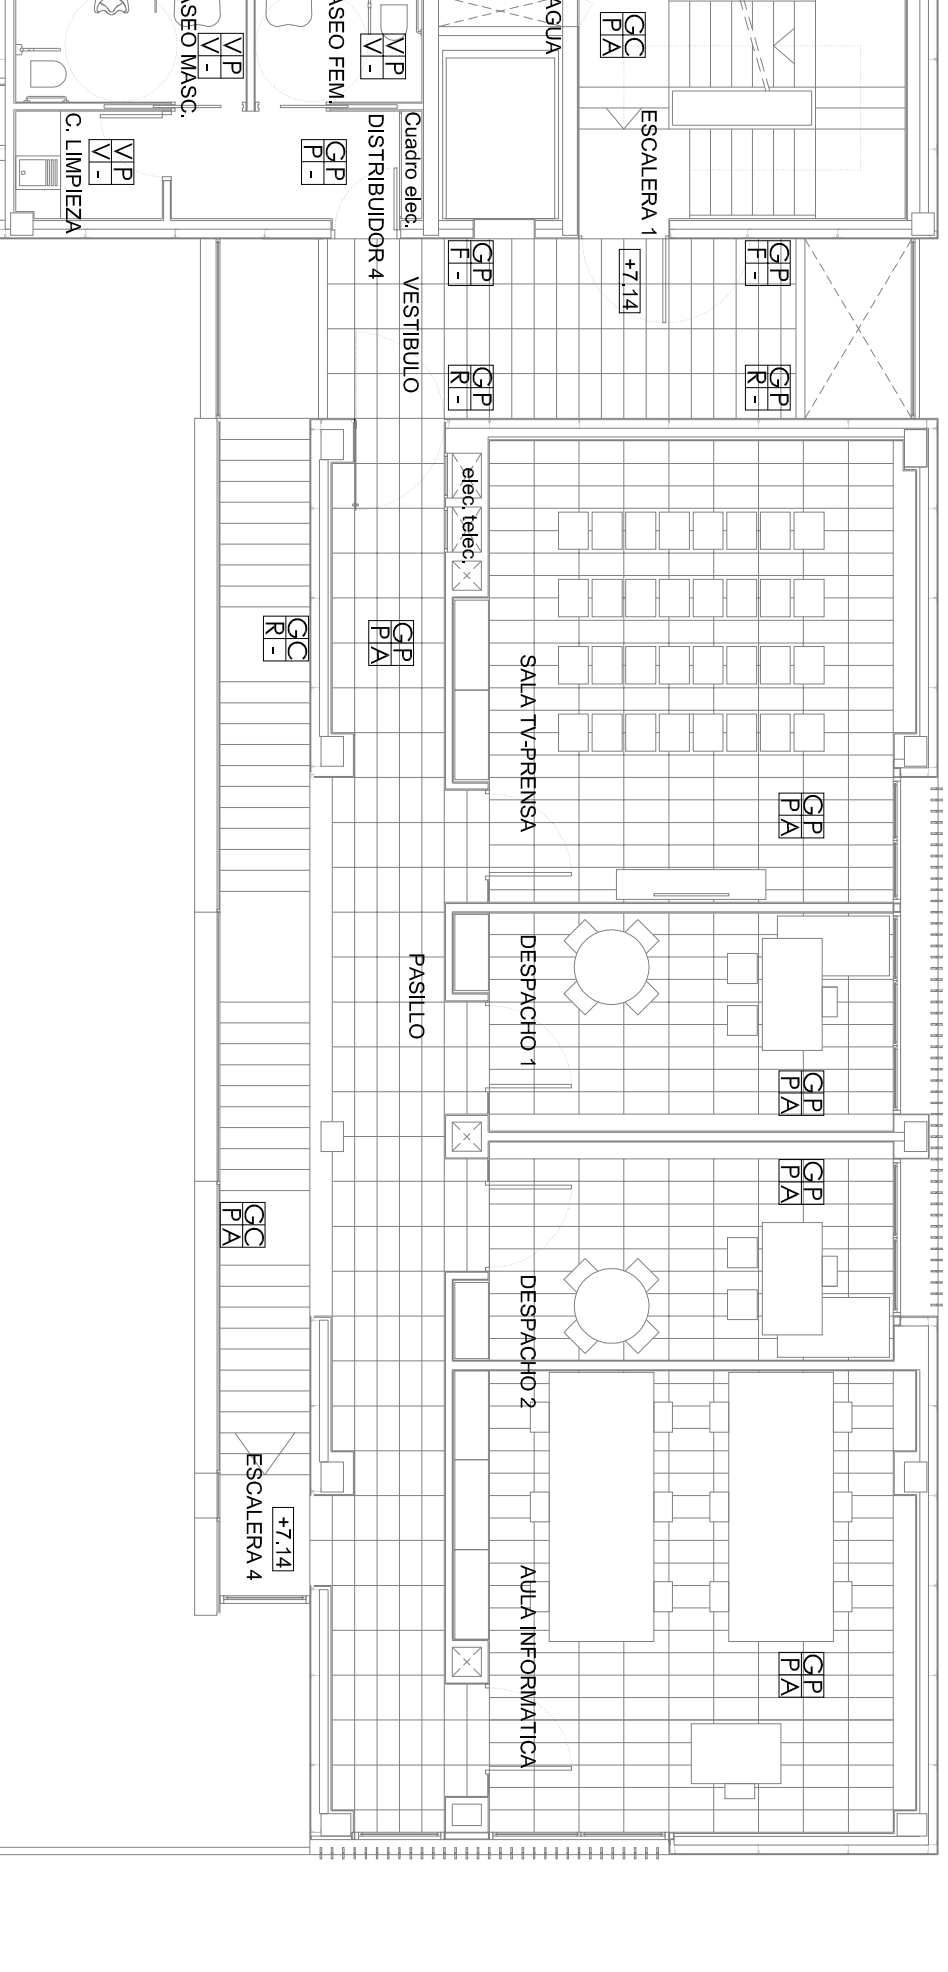 ASEO MASC.
VP
V -
ASEO FEM.
VP
V -
AGUA
GC
PA
C. LIMPIEZA
VP
V -
GP
P -
DISTRIBUIDOR 4
Cuadro elec.
ESCALERA 1
+7.14
GP
F -
GP
F -
VESTIBULO
GP
R -
GP
R -
elec. telec.
GC
R -
GP
PA
SALA TV-PRENSA
GP
PA
PASILLO
DESPACHO 1
GP
PA
GP
PA
GC
PA
DESPACHO 2
ESCALERA 4
+7.14
AULA INFORMATICA
GP
PA